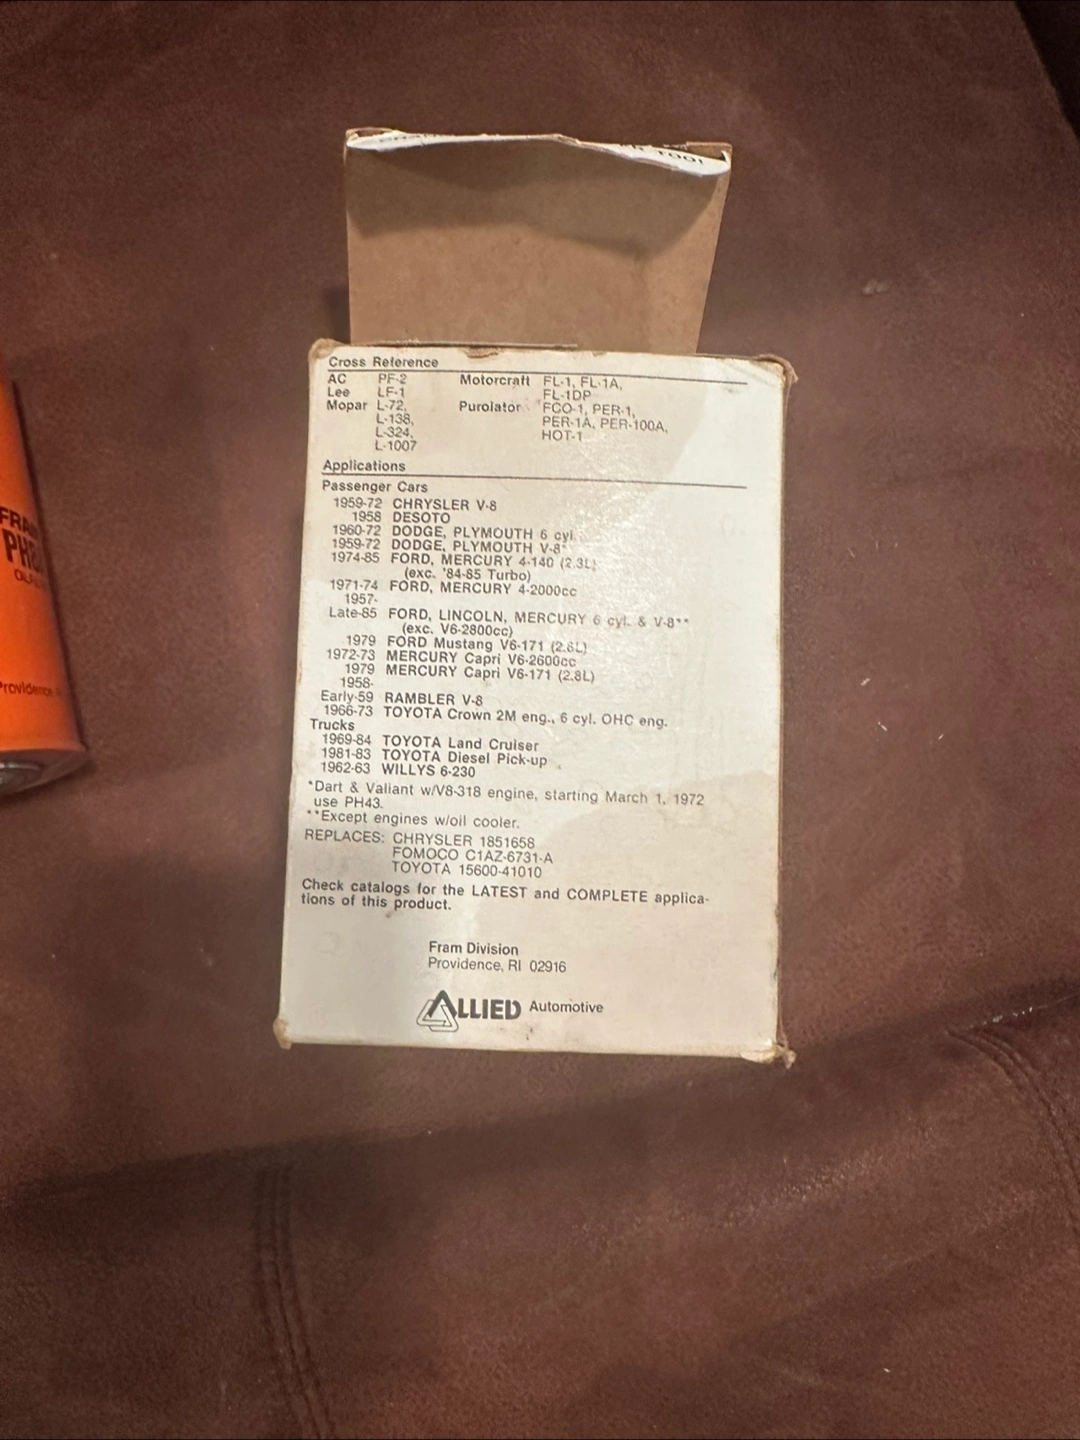 TOOL
Cross Reference
AC PF-2 Motorcraft FL-1, FL-1A,
Lee LF-1 FL-1DP
Mopar L-72, Purolator FCO-1, PER-1,
L-138, PER-1A, PER-100A,
L-324, HOT-1
L-1007
Applications
Passenger Cars
1959-72 CHRYSLER V-8
1958 DESOTO
1960-72 DODGE, PLYMOUTH 6 cyl.
1959-72 DODGE, PLYMOUTH V-8*
1974-85 FORD, MERCURY 4-140 (2.3L)
(exc. '84-85 Turbo)
1971-74 FORD, MERCURY 4-2000cc
1957-
Late-85 FORD, LINCOLN, MERCURY 6 cyl. & V-8**
(exc. V6-2800cc)
1979 FORD Mustang V6-171 (2.8L)
1972-73 MERCURY Capri V6-2600cc
1979 MERCURY Capri V6-171 (2.8L)
1958-
Early-59 RAMBLER V-8
1966-73 TOYOTA Crown 2M eng., 6 cyl. OHC eng.
Trucks
1969-84 TOYOTA Land Cruiser
1981-83 TOYOTA Diesel Pick-up
1962-63 WILLYS 6-230
*Dart & Valiant w/V8-318 engine, starting March 1, 1972
use PH43.
**Except engines w/oil cooler.
REPLACES: CHRYSLER 1851658
FOMOCO C1AZ-6731-A
TOYOTA 15600-41010
Check catalogs for the LATEST and COMPLETE applica-
tions of this product.
Fram Division
Providence, RI 02916
ALLIED Automotive
FRAM
PH8
Providence